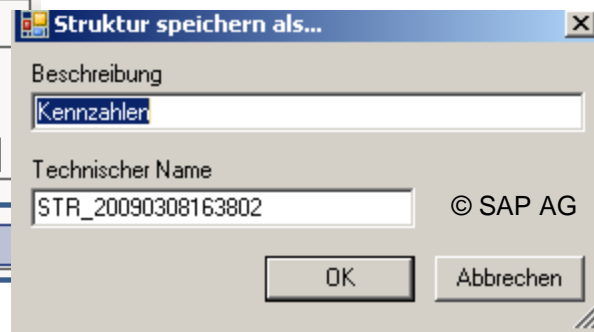 Struktur speichern als...
Beschreibung
Kennzahlen
Technischer Name
STR_20090308163802
© SAP AG
OK
Abbrechen